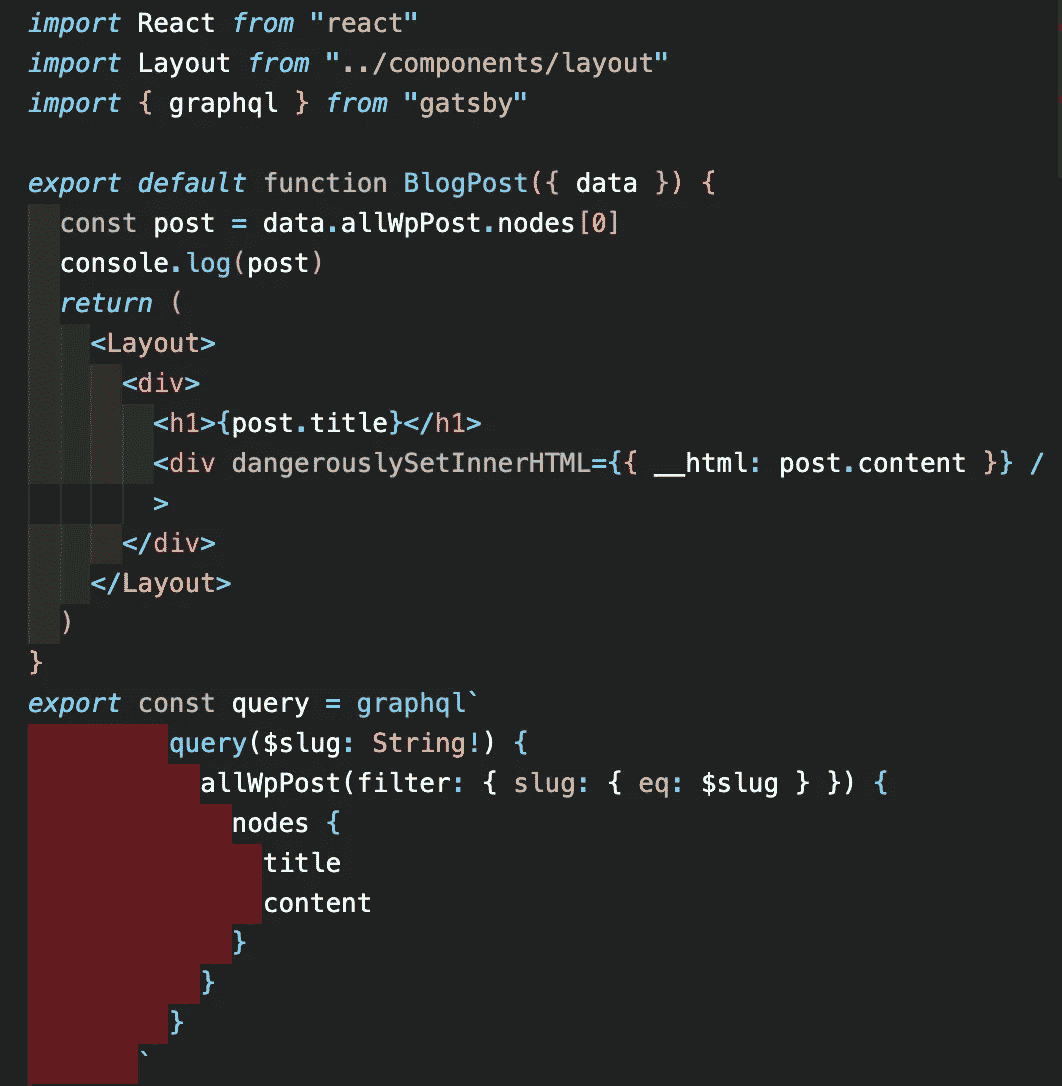 import React from "react"
import Layout from "../components/layout"
import { graphql } from "gatsby"

export default function BlogPost({ data }) {
  const post = data.allWpPost.nodes[0]
  console.log(post)
  return (
    <Layout>
      <div>
        <h1>{post.title}</h1>
        <div dangerouslySetInnerHTML={{ __html: post.content }} /
        >
      </div>
    </Layout>
  )
}
export const query = graphql`
         query($slug: String!) {
           allWpPost(filter: { slug: { eq: $slug } }) {
             nodes {
               title
               content
             }
           }
         }
       `